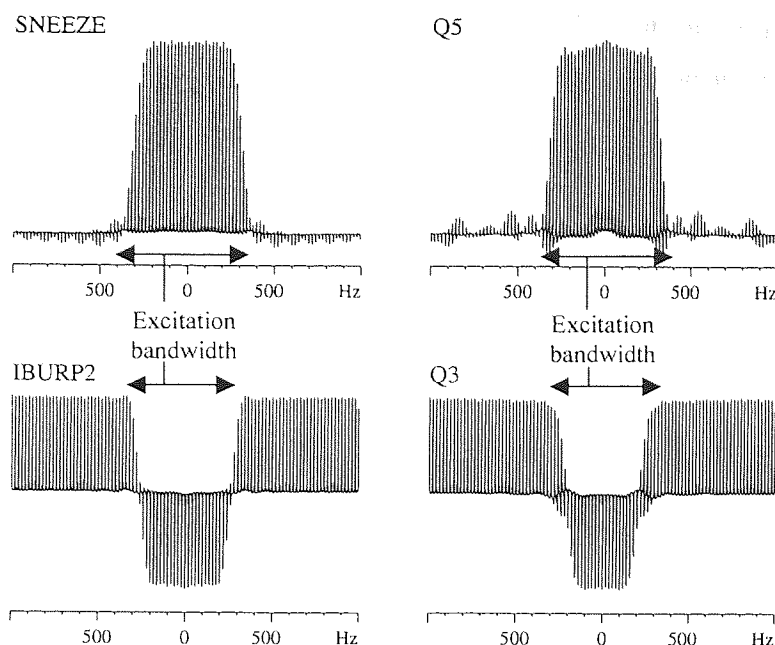 SNEEZE
Q5
500 0 500 Hz
500 0 500 Hz
Excitation
bandwidth
Excitation
bandwidth
IBURP2
Q3
500 0 500 Hz
500 0 500 Hz